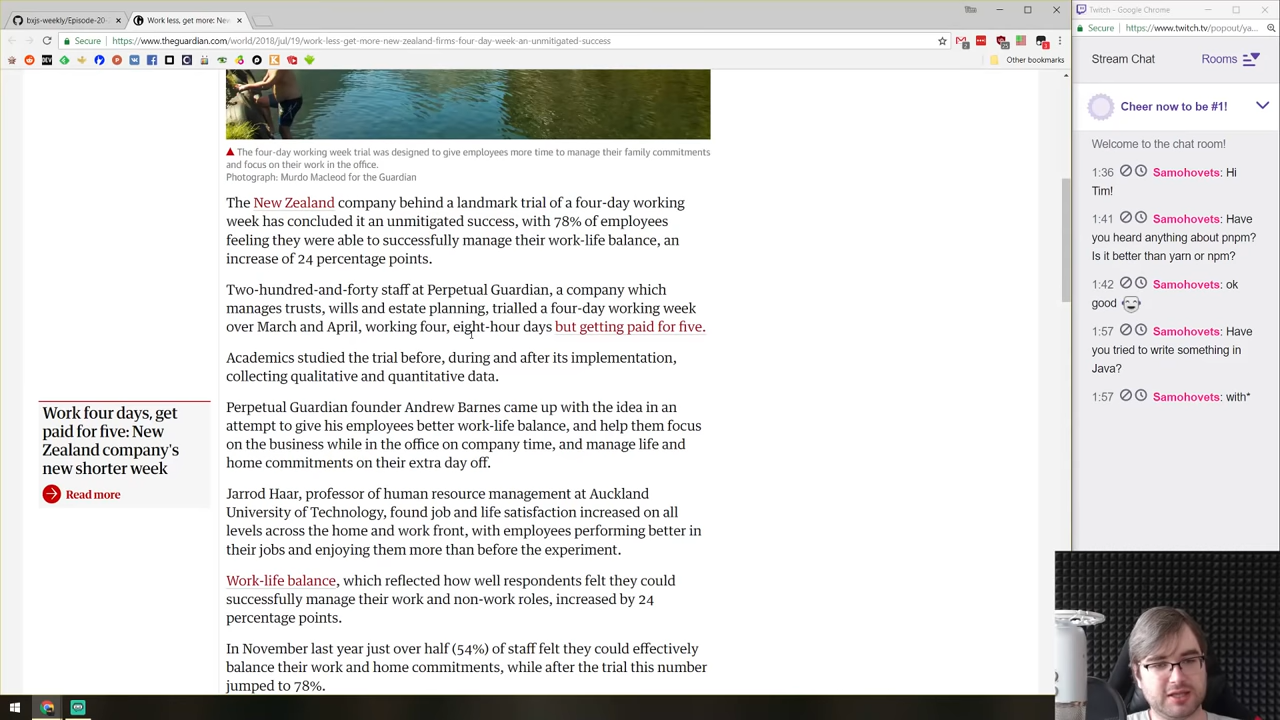 bxjs-weekly/Episode-20-
Work less, get more: Ne
Tim
Twitch - Google Chrome
Secure
https://www.theguardian.com/world/2018/jul/19/work-less-get-more-new-zealand-firms-four-day-week-an-unmitigated-success
Secure
https://www.twitch.tv/popout/ya
Other bookmarks
Stream Chat
Rooms
Cheer now to be #1!
Welcome to the chat room!
1:36 Samohovets: Hi
Tim!
1:41 Samohovets: Have
you heard anything about pnpm?
Is it better than yarn or npm?
1:42 Samohovets: ok
good
1:57 Samohovets: Have
you tried to write something in
Java?
1:57 Samohovets: with*
The four-day working week trial was designed to give employees more time to manage their family commitments
and focus on their work in the office.
Photograph: Murdo Macleod for the Guardian
The New Zealand company behind a landmark trial of a four-day working
week has concluded it an unmitigated success, with 78% of employees
feeling they were able to successfully manage their work-life balance, an
increase of 24 percentage points.
Two-hundred-and-forty staff at Perpetual Guardian, a company which
manages trusts, wills and estate planning, trialled a four-day working week
over March and April, working four, eight-hour days but getting paid for five.
Academics studied the trial before, during and after its implementation,
collecting qualitative and quantitative data.
Perpetual Guardian founder Andrew Barnes came up with the idea in an
attempt to give his employees better work-life balance, and help them focus
on the business while in the office on company time, and manage life and
home commitments on their extra day off.
Work four days, get
paid for five: New
Zealand company's
new shorter week
Read more
Jarrod Haar, professor of human resource management at Auckland
University of Technology, found job and life satisfaction increased on all
levels across the home and work front, with employees performing better in
their jobs and enjoying them more than before the experiment.
Work-life balance, which reflected how well respondents felt they could
successfully manage their work and non-work roles, increased by 24
percentage points.
In November last year just over half (54%) of staff felt they could effectively
balance their work and home commitments, while after the trial this number
jumped to 78%.